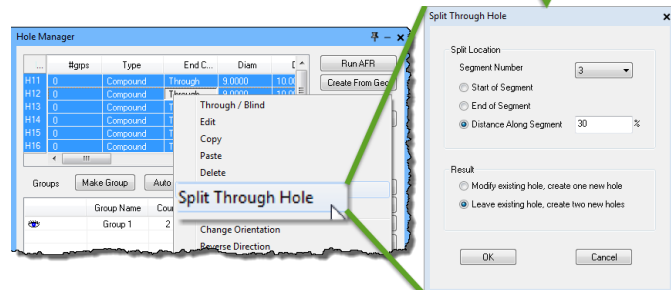 Hole Manager
... #grps Type End C... Diam
Run AFR
H11 0 Compound Through 9.0000 10.00
Create From Geo
H12 0 Compound Through 9.0000 10.00
H13 0 Compound
H14 0 Compound
H15 0 Compound
H16 0 Compound
Through / Blind
Edit
Copy
Paste
Delete
Split Through Hole
Change Orientation
Reverse Direction
Groups Make Group Auto
Group Name Cou
Group 1 2
Split Through Hole
Split Location
Segment Number 3
Start of Segment
End of Segment
Distance Along Segment 30 %
Result
Modify existing hole, create one new hole
Leave existing hole, create two new holes
OK Cancel